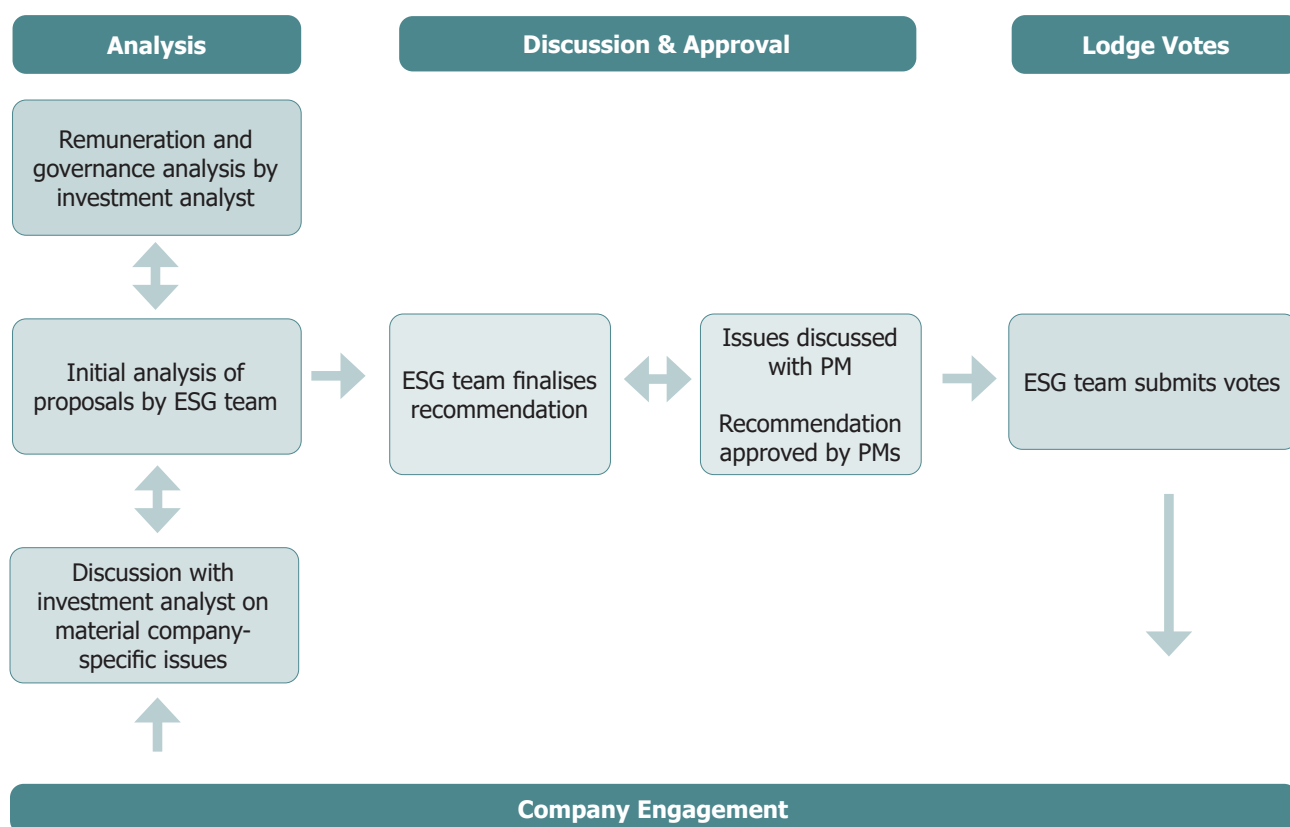 Analysis
Discussion & Approval
Lodge Votes
Remuneration and
governance analysis by
investment analyst
Initial analysis of
proposals by ESG team
ESG team finalises
recommendation
Issues discussed
with PM
Recommendation
approved by PMs
ESG team submits votes
Discussion with
investment analyst on
material company-
specific issues
Company Engagement